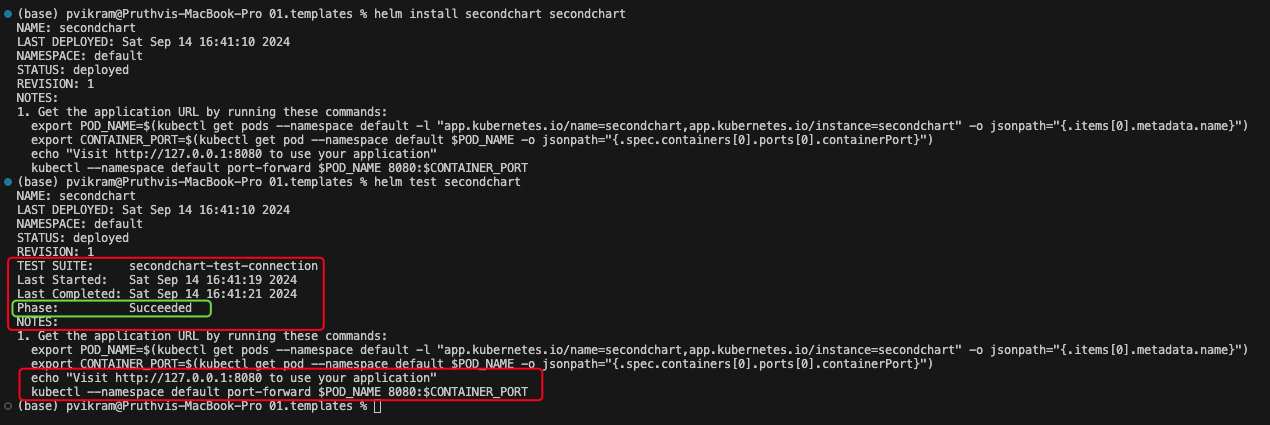 (base) pvikram@Pruthvis-MacBook-Pro 01.templates % helm install secondchart secondchart
NAME: secondchart
LAST DEPLOYED: Sat Sep 14 16:41:10 2024
NAMESPACE: default
STATUS: deployed
REVISION: 1
NOTES:
1. Get the application URL by running these commands:
  export POD_NAME=$(kubectl get pods --namespace default -l "app.kubernetes.io/name=secondchart,app.kubernetes.io/instance=secondchart" -o jsonpath="{.items[0].metadata.name}")
  export CONTAINER_PORT=$(kubectl get pod --namespace default $POD_NAME -o jsonpath="{.spec.containers[0].ports[0].containerPort}")
  echo "Visit http://127.0.0.1:8080 to use your application"
  kubectl --namespace default port-forward $POD_NAME 8080:$CONTAINER_PORT
(base) pvikram@Pruthvis-MacBook-Pro 01.templates % helm test secondchart
NAME: secondchart
LAST DEPLOYED: Sat Sep 14 16:41:10 2024
NAMESPACE: default
STATUS: deployed
REVISION: 1
TEST SUITE:     secondchart-test-connection
Last Started:   Sat Sep 14 16:41:19 2024
Last Completed: Sat Sep 14 16:41:21 2024
Phase:          Succeeded
NOTES:
1. Get the application URL by running these commands:
  export POD_NAME=$(kubectl get pods --namespace default -l "app.kubernetes.io/name=secondchart,app.kubernetes.io/instance=secondchart" -o jsonpath="{.items[0].metadata.name}")
  export CONTAINER_PORT=$(kubectl get pod --namespace default $POD_NAME -o jsonpath="{.spec.containers[0].ports[0].containerPort}")
  echo "Visit http://127.0.0.1:8080 to use your application"
  kubectl --namespace default port-forward $POD_NAME 8080:$CONTAINER_PORT
(base) pvikram@Pruthvis-MacBook-Pro 01.templates %